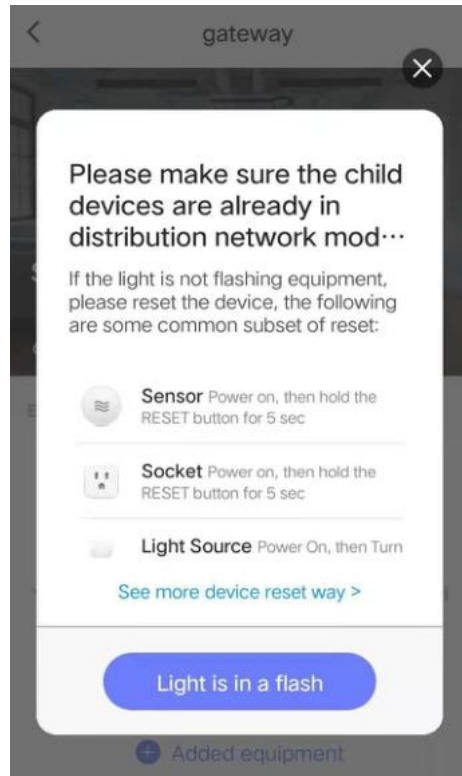 gateway
Please make sure the child
devices are already in
distribution network mod···
If the light is not flashing equipment,
please reset the device, the following
are some common subset of reset:
Sensor Power on, then hold the
RESET button for 5 sec
Socket Power on, then hold the
RESET button for 5 sec
Light Source Power On, then Turn
See more device reset way >
Light is in a flash
Added equipment